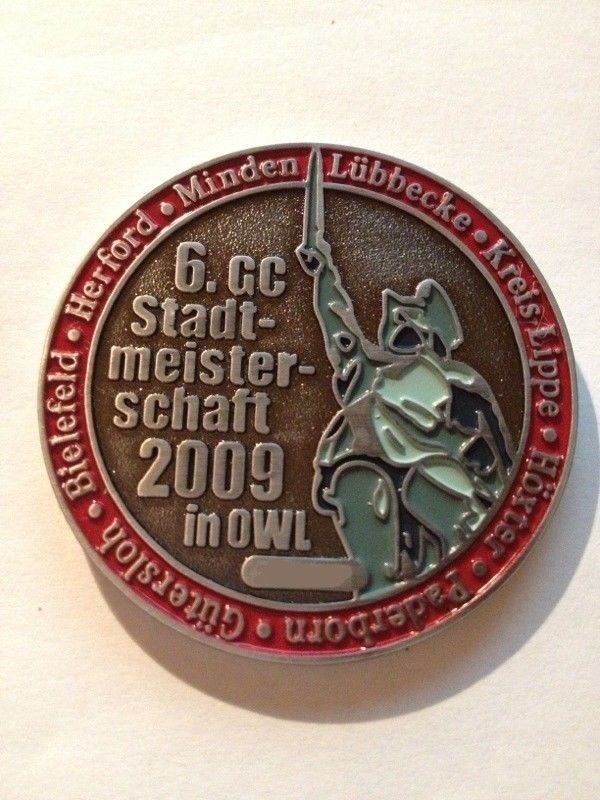 6. GC
Stadt-
meister-
schaft
2009
in OWL
Minden • Lübbecke • Kreis Lippe • Höxter • Paderborn • Gütersloh • Bielefeld • Herford •